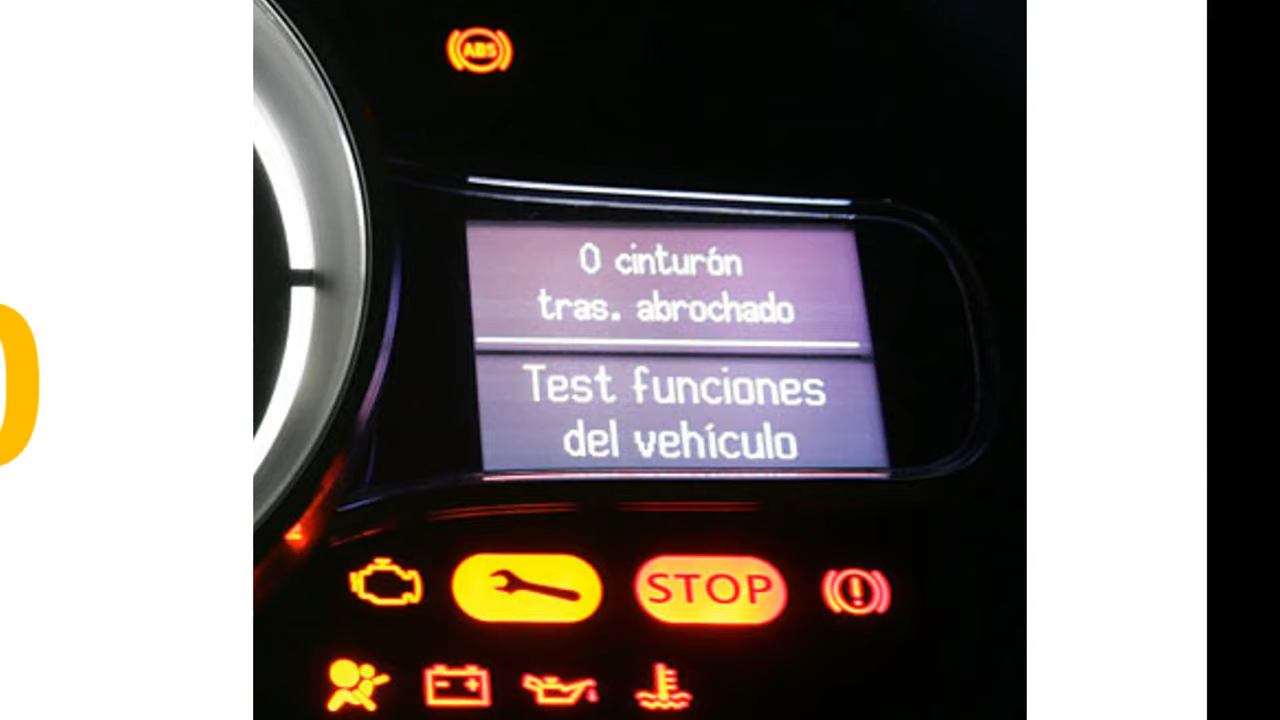 ABS
0 cinturón
tras. abrochado
Test funciones
del vehículo
STOP